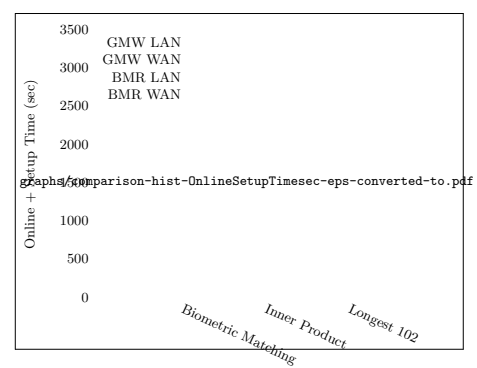 3500
GMW LAN
GMW WAN
3000
BMR LAN
BMR WAN
2500
2000
Online + Setup Time (sec)
1500
graphs/comparison-hist-OnlineSetupTimesec-eps-converted-to.pdf
1000
500
0
Biometric Matching
Inner Product
Longest 102